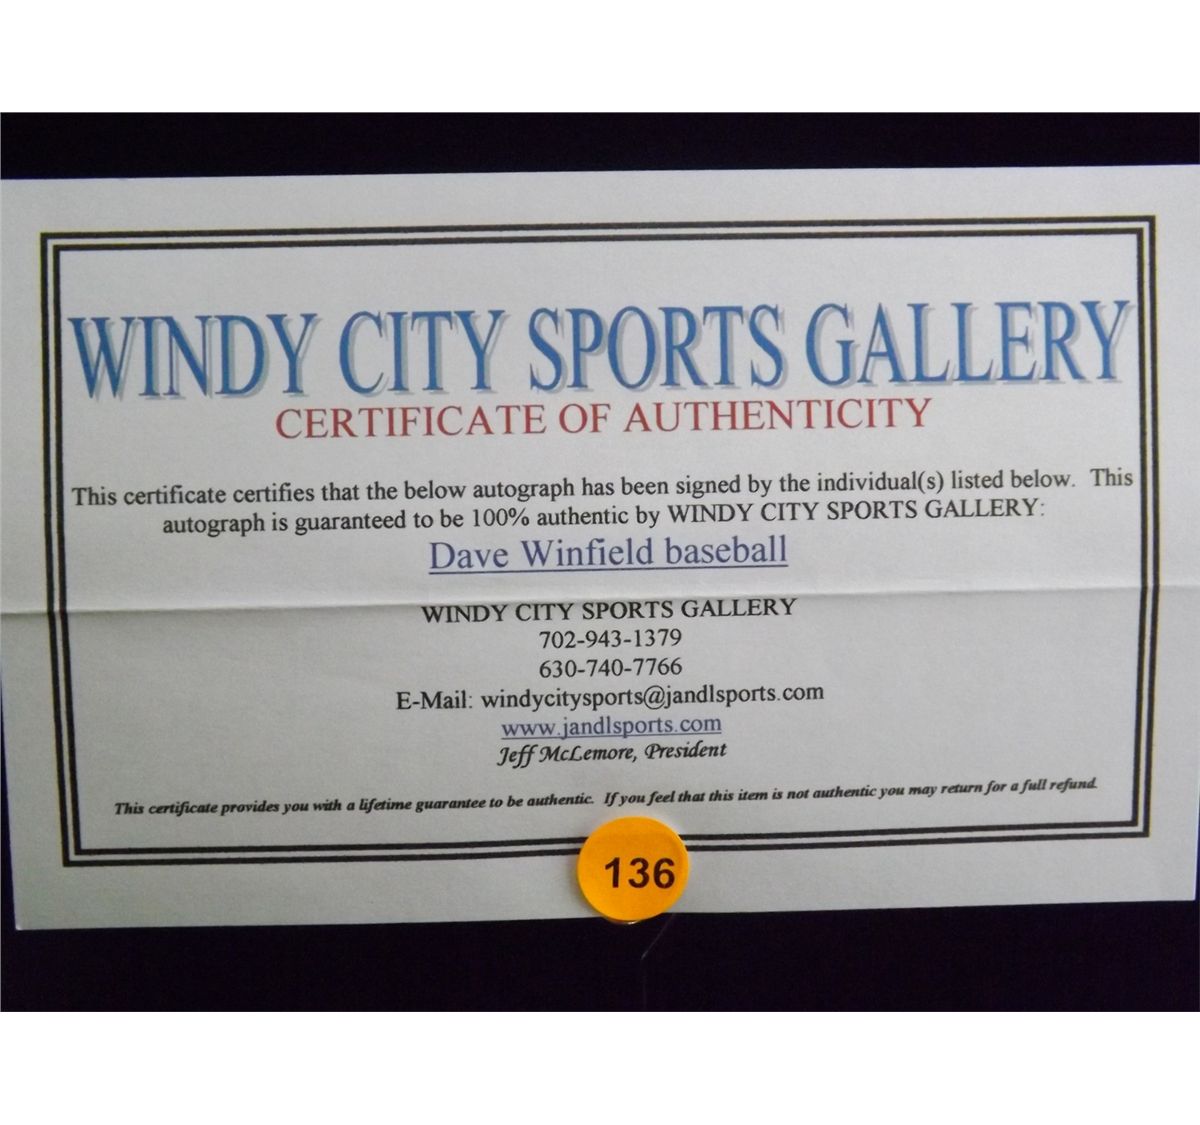 WINDY CITY SPORTS GALLERY
CERTIFICATE OF AUTHENTICITY
This certificate certifies that the below autograph has been signed by the individual(s) listed below. This
autograph is guaranteed to be 100% authentic by WINDY CITY SPORTS GALLERY:
Dave Winfield baseball
WINDY CITY SPORTS GALLERY
702-943-1379
630-740-7766
E-Mail: windycitysports@jandlsports.com
www.jandlsports.com
Jeff McLemore, President
This certificate provides you with a lifetime guarantee to be authentic. If you feel that this item is not authentic you may return for a full refund.
136